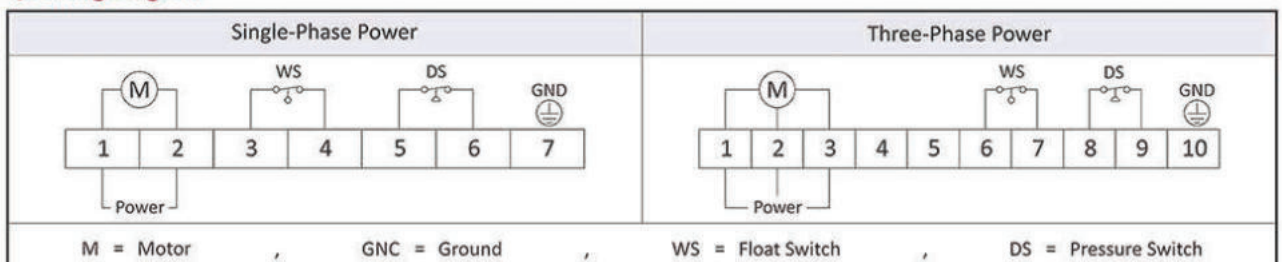 Single-Phase Power
Three-Phase Power
M WS DS GND
1 2 3 4 5 6 7
Power
M WS DS GND
1 2 3 4 5 6 7 8 9 10
Power
M = Motor , GNC = Ground , WS = Float Switch , DS = Pressure Switch